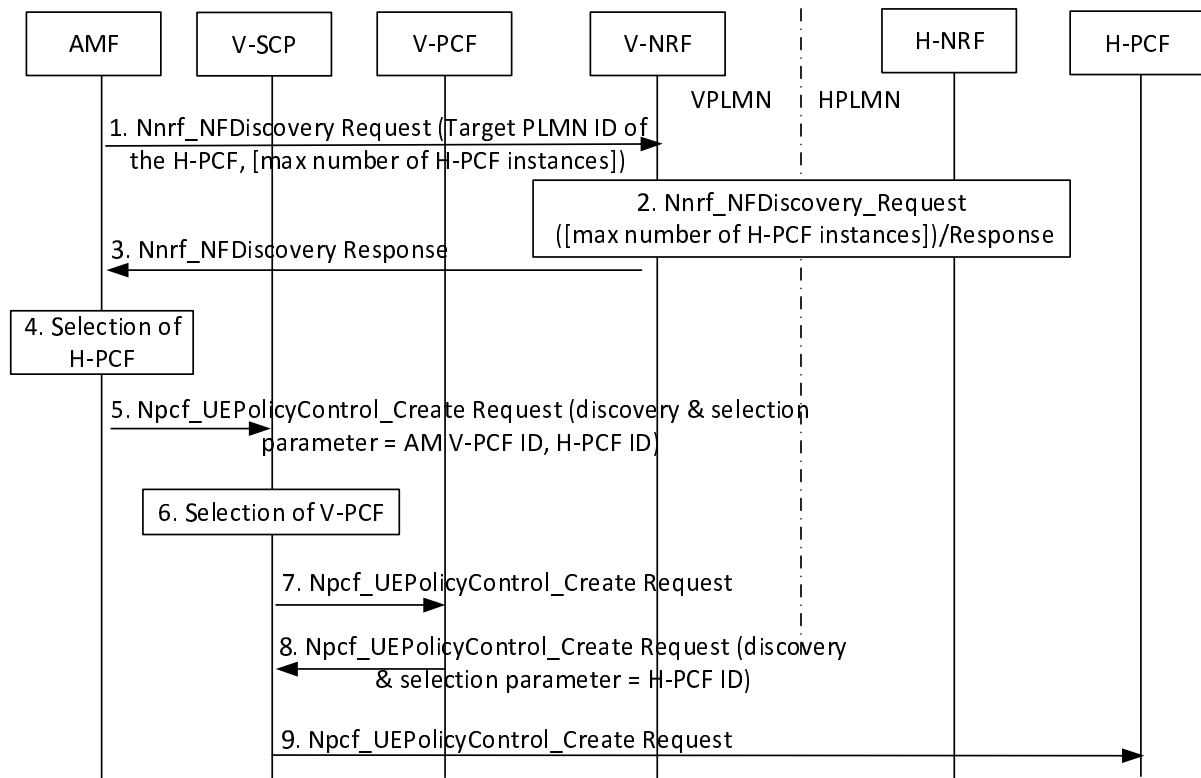 AMF
V-SCP
V-PCF
V-NRF
H-NRF
H-PCF
VPLMN
HPLMN
1. Nnrf_NFDiscovery Request (Target PLMN ID of
the H-PCF, [max number of H-PCF instances])
2. Nnrf_NFDiscovery_Request
([max number of H-PCF instances])/Response
3. Nnrf_NFDiscovery Response
4. Selection of
H-PCF
5. Npcf_UEPolicyControl_Create Request (discovery & selection
parameter = AM V-PCF ID, H-PCF ID)
6. Selection of V-PCF
7. Npcf_UEPolicyControl_Create Request
8. Npcf_UEPolicyControl_Create Request (discovery
& selection parameter = H-PCF ID)
9. Npcf_UEPolicyControl_Create Request